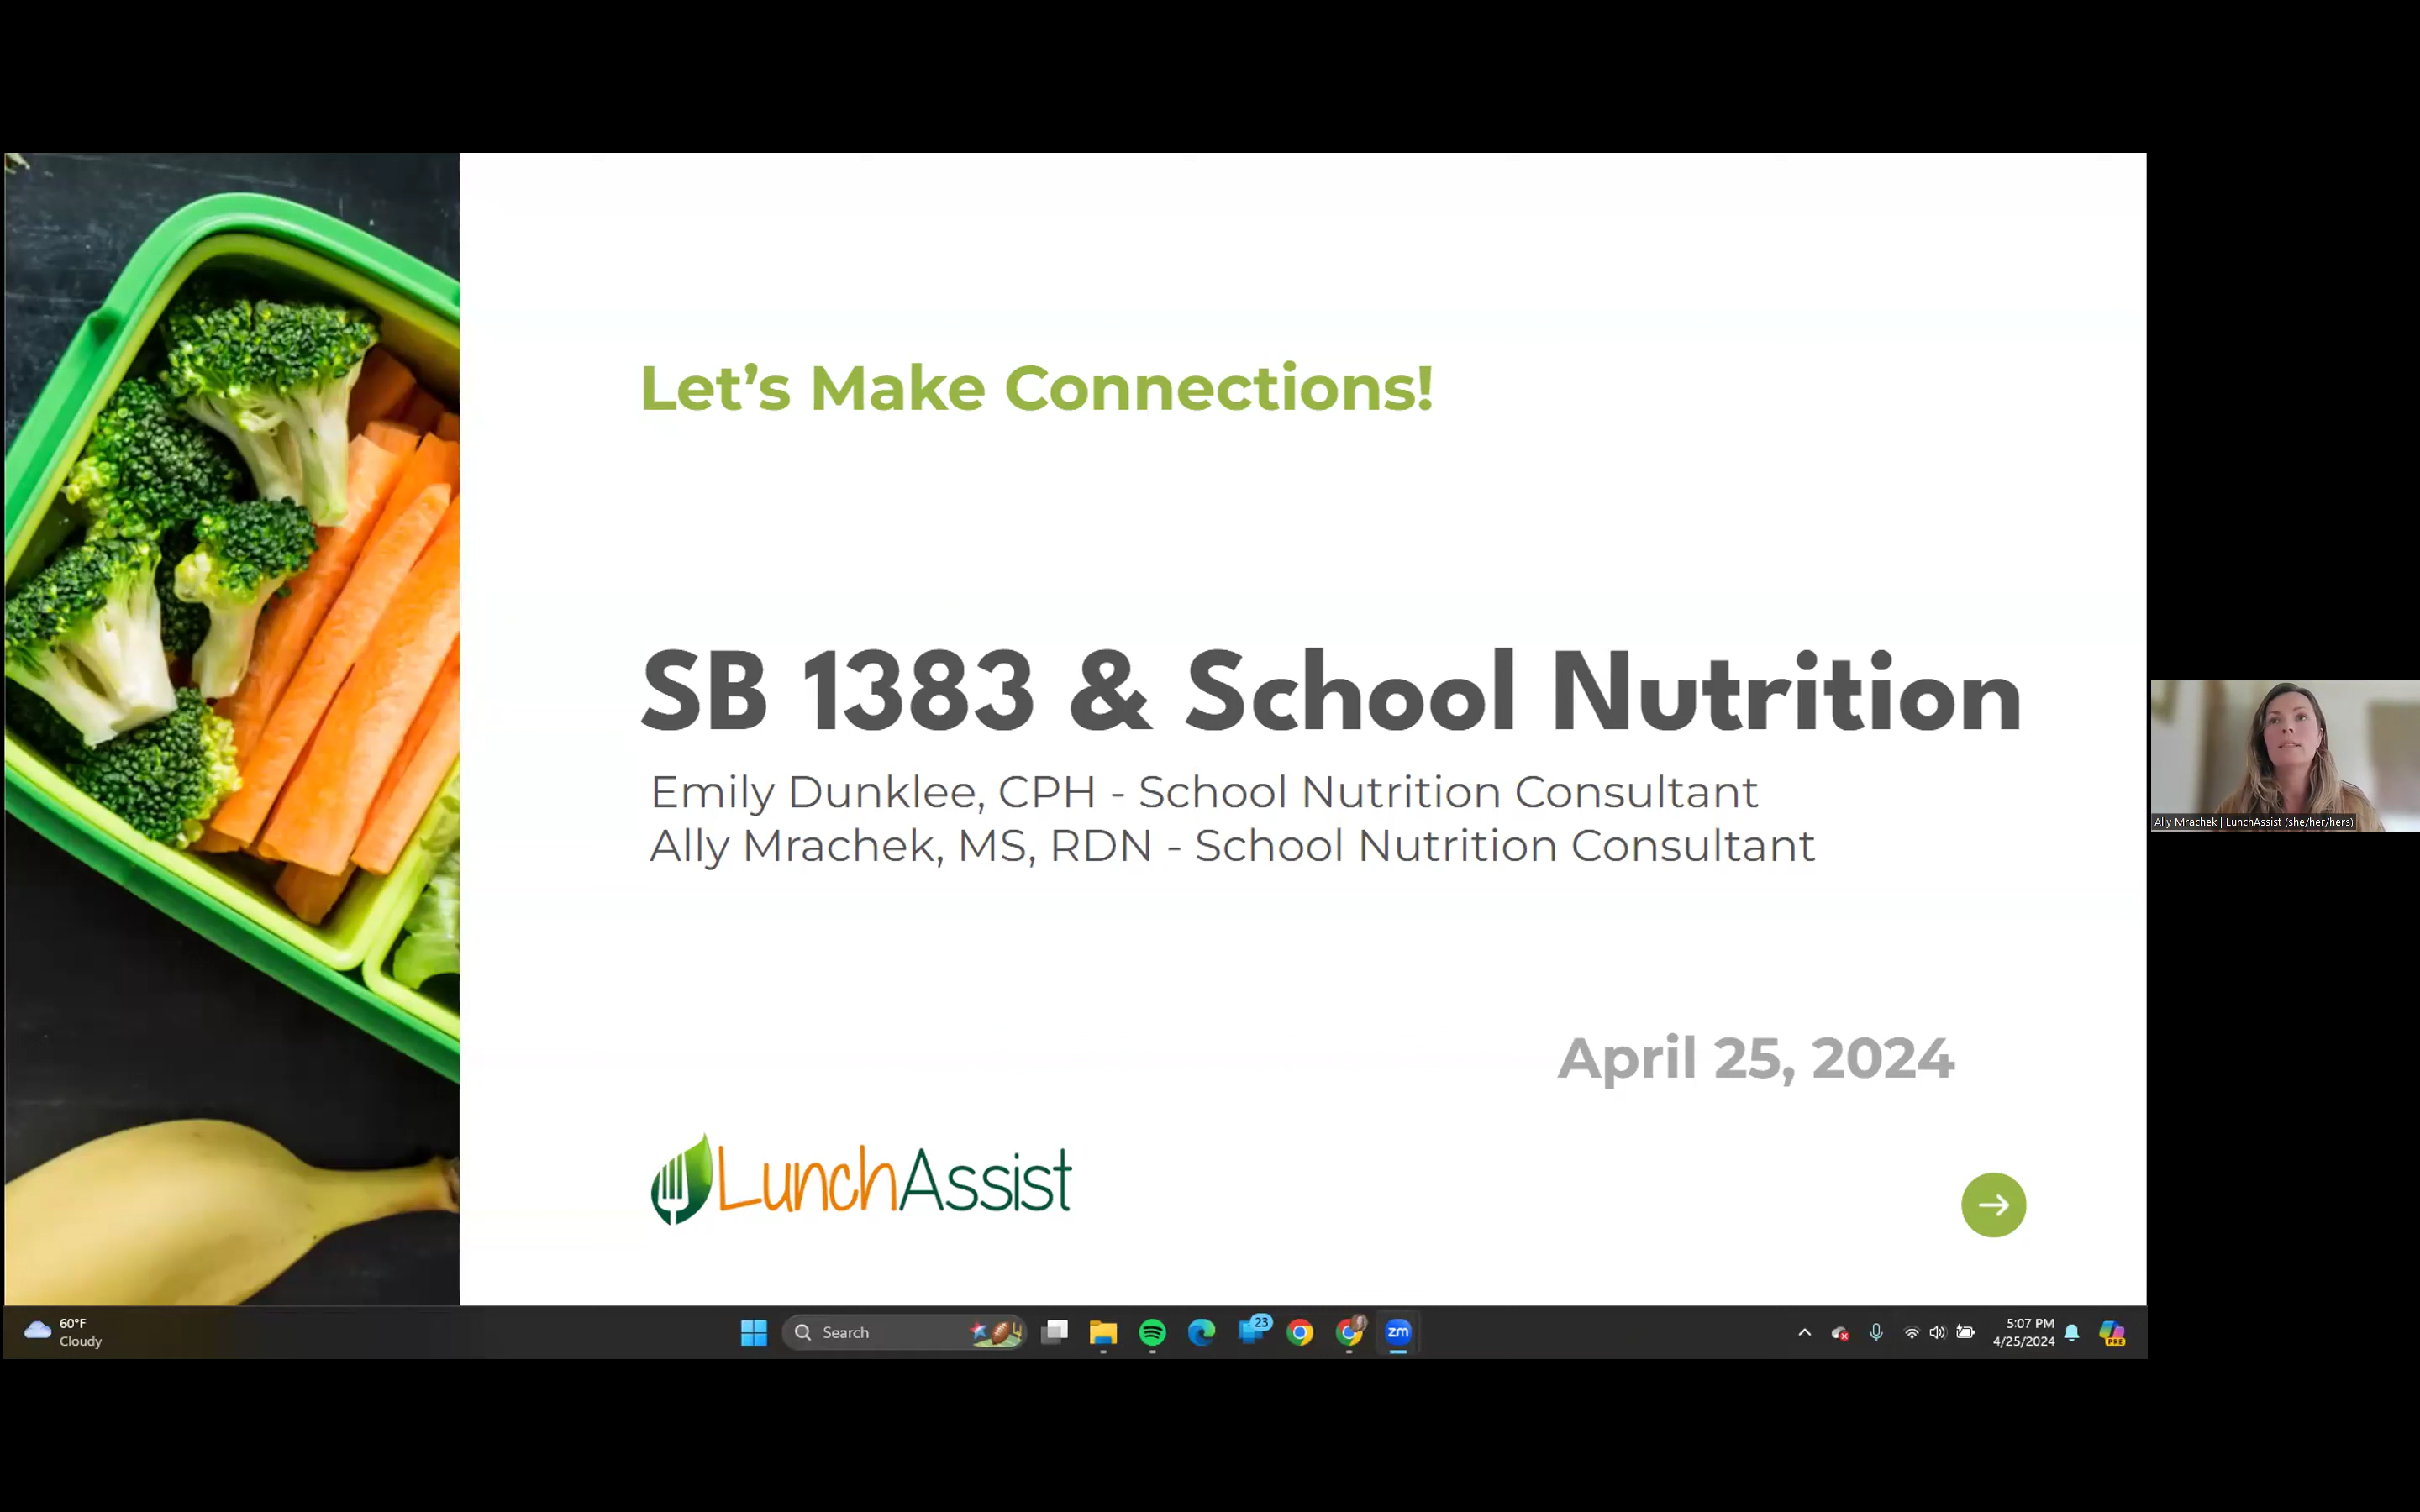 Let's Make Connections!
SB 1383 & School Nutrition
Emily Dunklee, CPH - School Nutrition Consultant
Ally Mrachek, MS, RDN - School Nutrition Consultant
April 25, 2024
LunchAssist
Ally Mrachek | LunchAssist (she/her/hers)
60°F
Cloudy
Search
23
zm
5:07 PM
4/25/2024
PRE